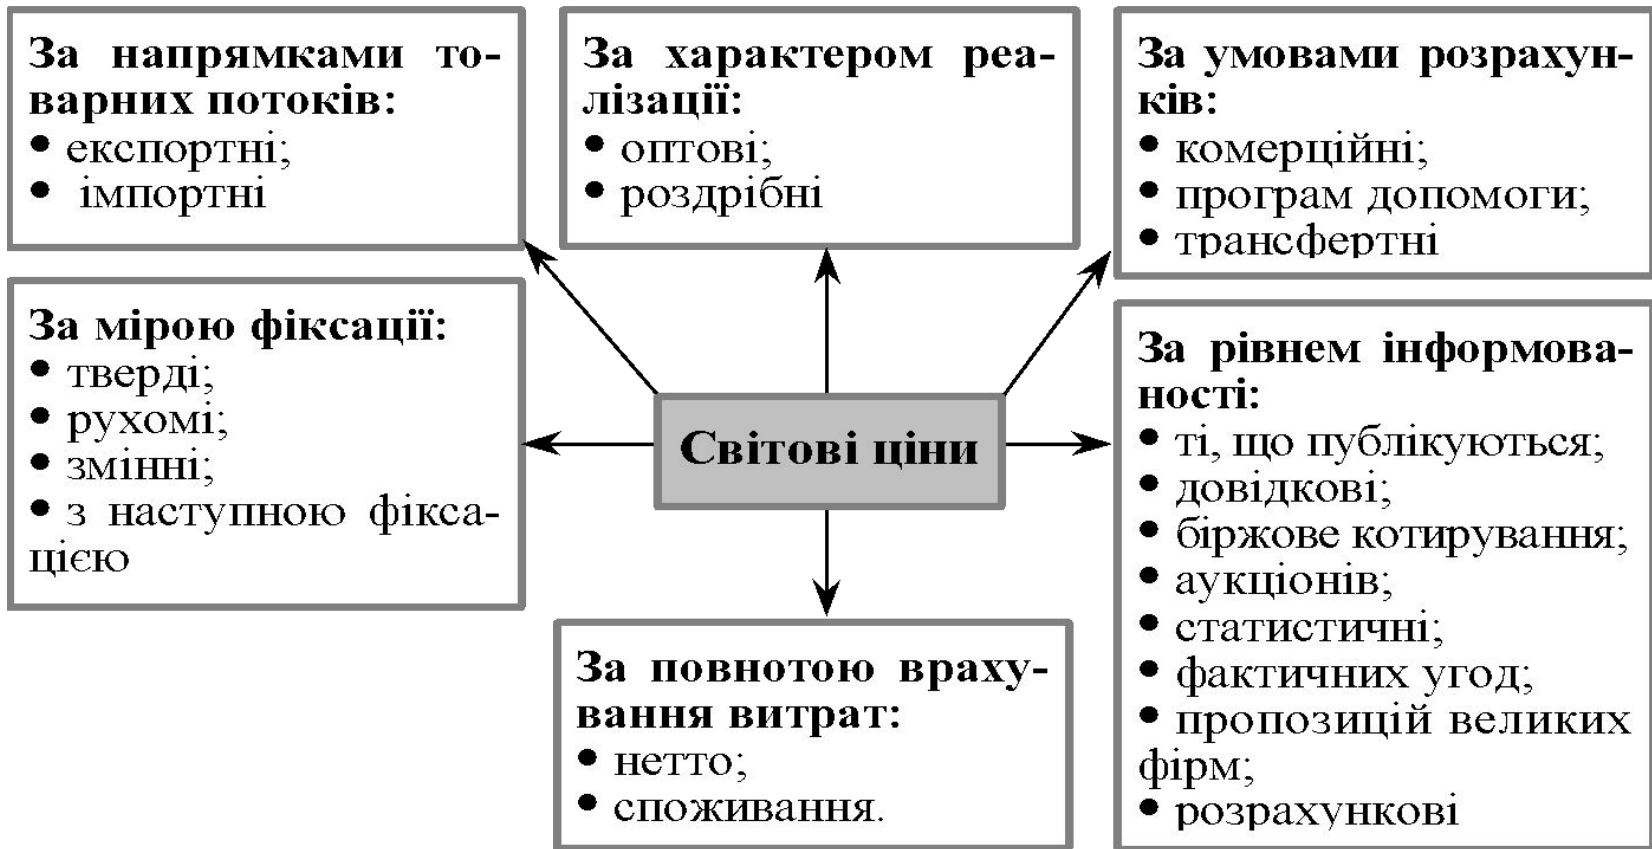 За напрямками то-
варних потоків:
• експортні;
• імпортні
За характером реа-
лізації:
• оптові;
• роздрібні
За умовами розрахун-
ків:
• комерційні;
• програм допомоги;
• трансфертні
За мірою фіксації:
• тверді;
• рухомі;
• змінні;
• з наступною фікса-
цією
Світові ціни
За рівнем інформова-
ності:
• ті, що публікуються;
• довідкові;
• біржове котирування;
• аукціонів;
• статистичні;
• фактичних угод;
• пропозицій великих
фірм;
• розрахункові
За повнотою враху-
вання витрат:
• нетто;
• споживання.